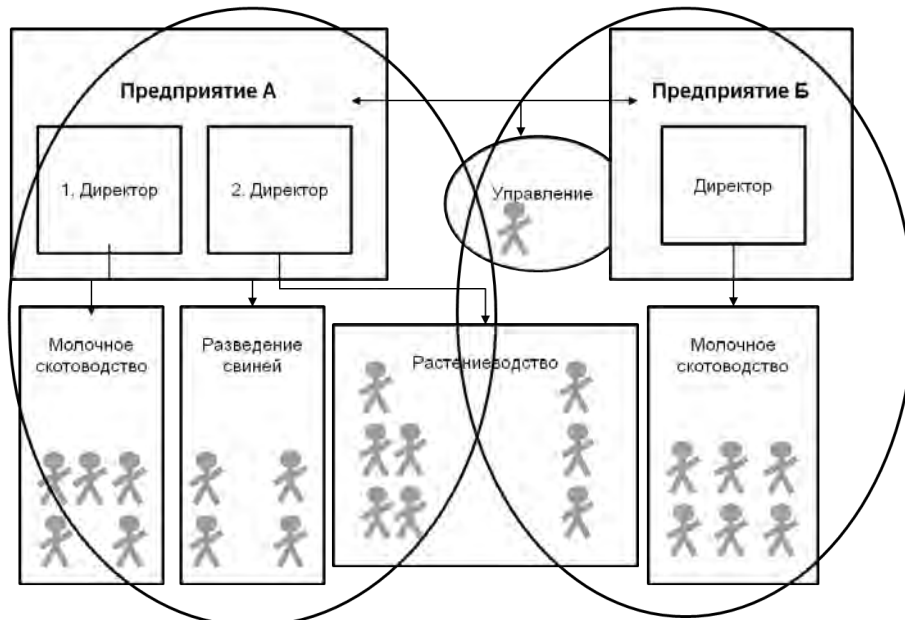 Предприятие А
Предприятие Б
1. Директор
2. Директор
Управление
Директор
Молочное
скотоводство
Разведение
свиней
Растениеводство
Молочное
скотоводство